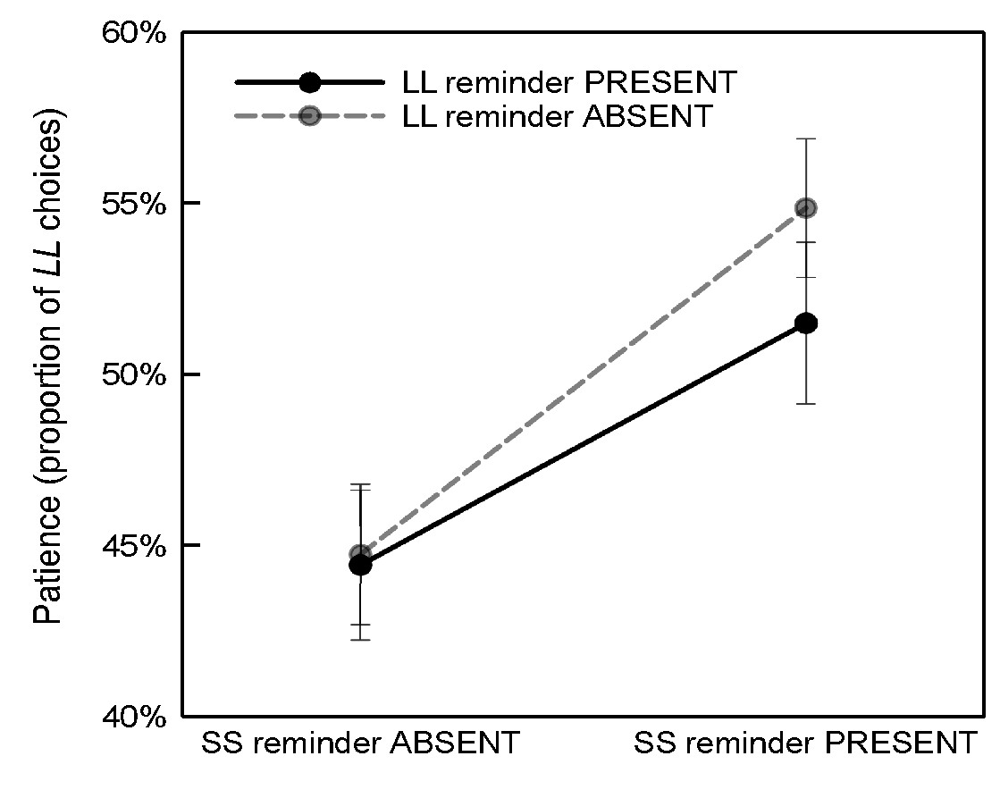 60%
LL reminder PRESENT
LL reminder ABSENT
55%
50%
45%
40%
Patience (proportion of LL choices)
SS reminder ABSENT
SS reminder PRESENT